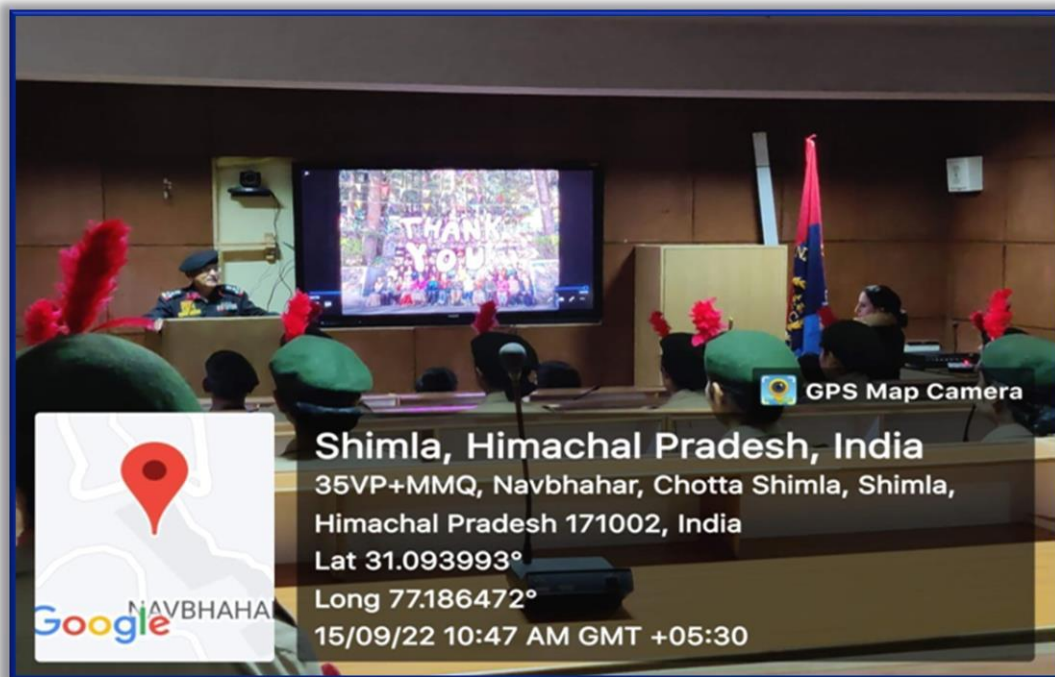 THANK
YOU
GPS Map Camera
Shimla, Himachal Pradesh, India
35VP+MMQ, Navbhahar, Chotta Shimla, Shimla,
Himachal Pradesh 171002, India
Lat 31.093993°
Long 77.186472°
15/09/22 10:47 AM GMT +05:30
NAVBHAHA
Google